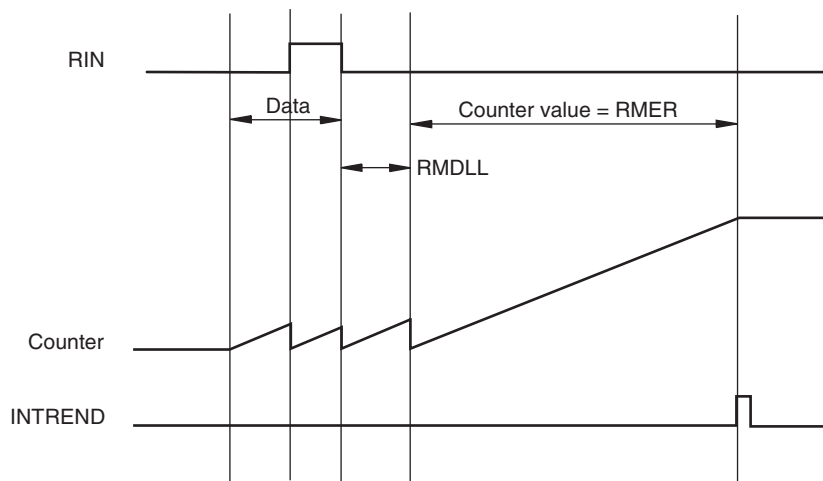 RIN
Data
Counter value = RMER
RMDLL
Counter
INTREND